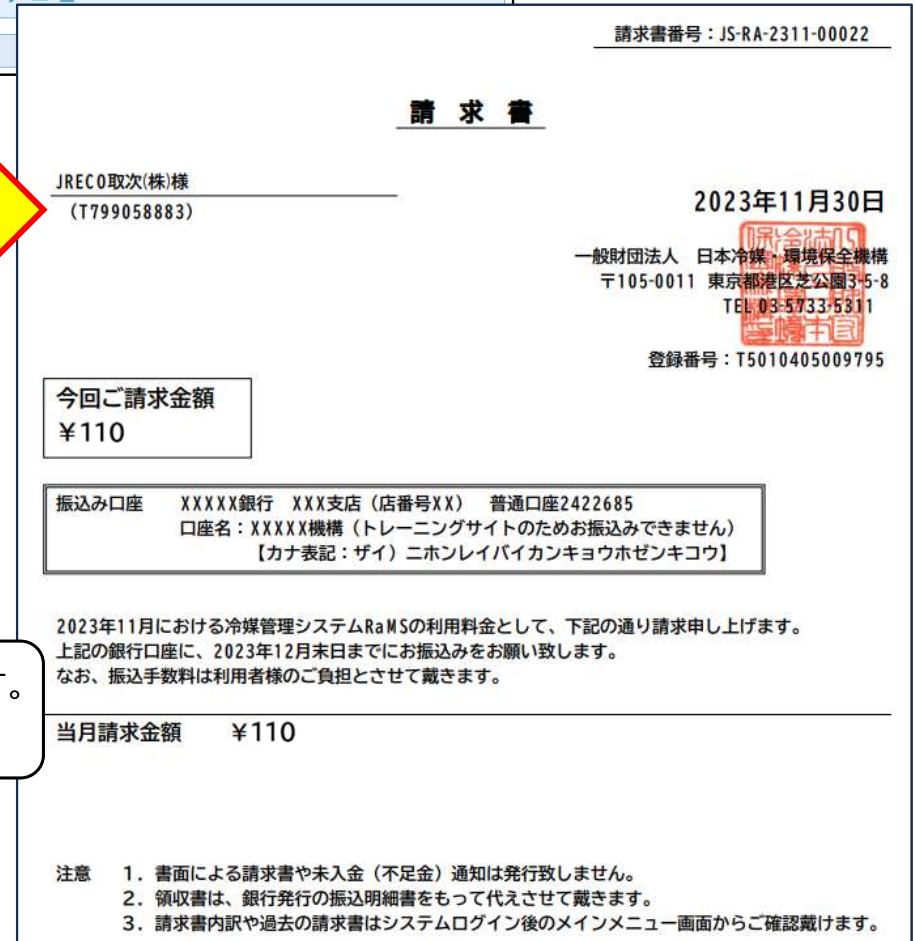 請求書番号：JS-RA-2311-00022
請 求 書
JRECO取次(株)様
(T799058883)
2023年11月30日
一般財団法人　日本冷媒・環境保全機構
〒105-0011 東京都港区芝公園3-5-8
TEL 03-5733-5311
登録番号：T5010405009795
今回ご請求金額
￥110
振込み口座　XXXXX銀行　XXX支店（店番号XX）　普通口座2422685
口座名：XXXXX機構（トレーニングサイトのためお振込みできません）
【カナ表記：ザイ）ニホンレイバイカンキョウホゼンキコウ】
2023年11月における冷媒管理システムRaMSの利用料金として、下記の通り請求申し上げます。
上記の銀行口座に、2023年12月末日までにお振込みをお願い致します。
なお、振込手数料は利用者様のご負担とさせて戴きます。
。
当月請求金額　￥110
注意　1. 書面による請求書や未入金（不足金）通知は発行致しません。
2. 領収書は、銀行発行の振込明細書をもって代えさせて戴きます。
3. 請求書内訳や過去の請求書はシステムログイン後のメインメニュー画面からご確認戴けます。